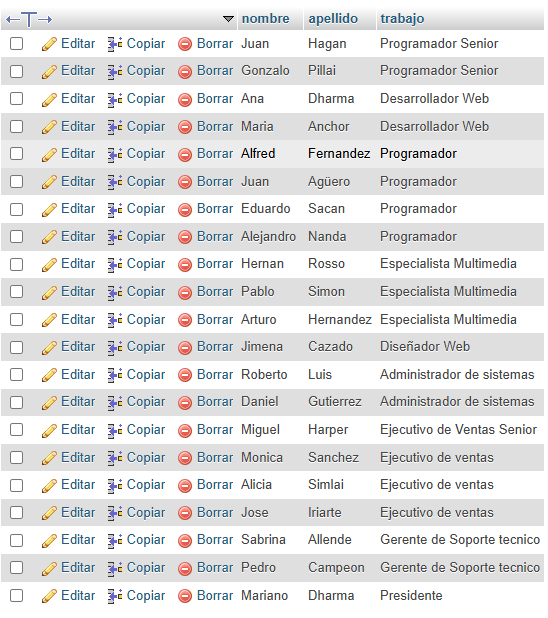 nombre apellido trabajo
Editar Copiar Borrar Juan Hagan Programador Senior
Editar Copiar Borrar Gonzalo Pillai Programador Senior
Editar Copiar Borrar Ana Dharma Desarrollador Web
Editar Copiar Borrar Maria Anchor Desarrollador Web
Editar Copiar Borrar Alfred Fernandez Programador
Editar Copiar Borrar Juan Agüero Programador
Editar Copiar Borrar Eduardo Sacan Programador
Editar Copiar Borrar Alejandro Nanda Programador
Editar Copiar Borrar Hernan Rosso Especialista Multimedia
Editar Copiar Borrar Pablo Simon Especialista Multimedia
Editar Copiar Borrar Arturo Hernandez Especialista Multimedia
Editar Copiar Borrar Jimena Cazado Diseñador Web
Editar Copiar Borrar Roberto Luis Administrador de sistemas
Editar Copiar Borrar Daniel Gutierrez Administrador de sistemas
Editar Copiar Borrar Miguel Harper Ejecutivo de Ventas Senior
Editar Copiar Borrar Monica Sanchez Ejecutivo de ventas
Editar Copiar Borrar Alicia Simlai Ejecutivo de ventas
Editar Copiar Borrar Jose Iriarte Ejecutivo de ventas
Editar Copiar Borrar Sabrina Allende Gerente de Soporte tecnico
Editar Copiar Borrar Pedro Campeon Gerente de Soporte tecnico
Editar Copiar Borrar Mariano Dharma Presidente